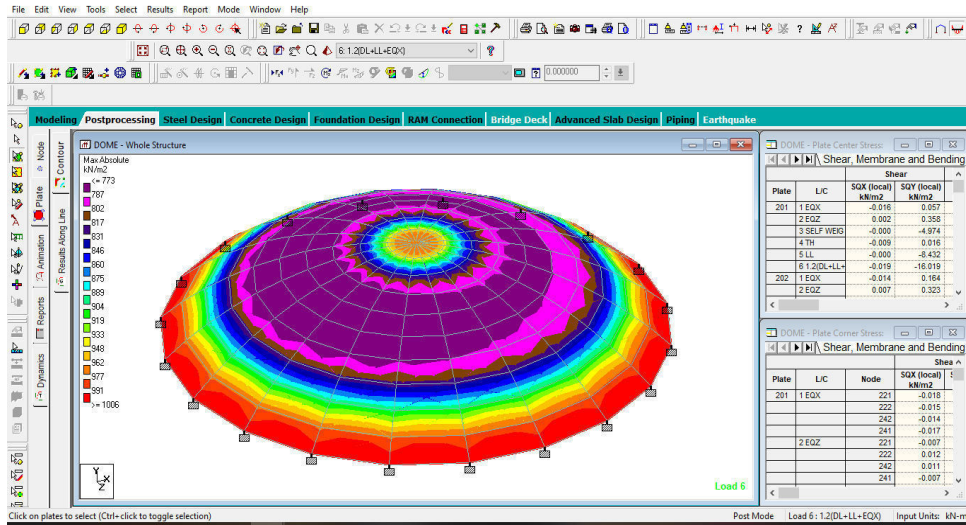 File Edit View Tools Select Results Report Mode Window Help
6: 1.2(DL+LL+EQX)
0.000000
Modeling Postprocessing Steel Design Concrete Design Foundation Design RAM Connection Bridge Deck Advanced Slab Design Piping Earthquake
Node
Plate
Animation
Reports
Dynamics
Contour
Results Along Line
DOME - Whole Structure
Max Absolute
kN/m2
<= 773
787
802
817
831
846
860
875
889
904
919
933
948
962
977
991
>= 1006
Y
X
Z
Load 6
DOME - Plate Center Stress:
Shear, Membrane and Bending
Shear
Plate L/C SQX (local) kN/m2 SQY (local) kN/m2
201 1 EQX -0.016 0.057
2 EQZ 0.002 0.358
3 SELF WEIG -0.000 -4.974
4 TH -0.009 0.016
5 LL -0.000 -8.432
6 1.2(DL+LL+ -0.019 -16.019
202 1 EQX -0.014 0.164
2 EQZ 0.007 0.323
DOME - Plate Corner Stress:
Shear, Membrane and Bending
Shea
Plate L/C Node SQX (local) kN/m2 S
201 1 EQX 221 -0.018
222 -0.015
242 -0.014
241 -0.017
2 EQZ 221 -0.007
222 0.012
242 0.011
241 -0.007
Click on plates to select (Ctrl+click to toggle selection)
Post Mode Load 6 : 1.2(DL+LL+EQX) Input Units: kN-m